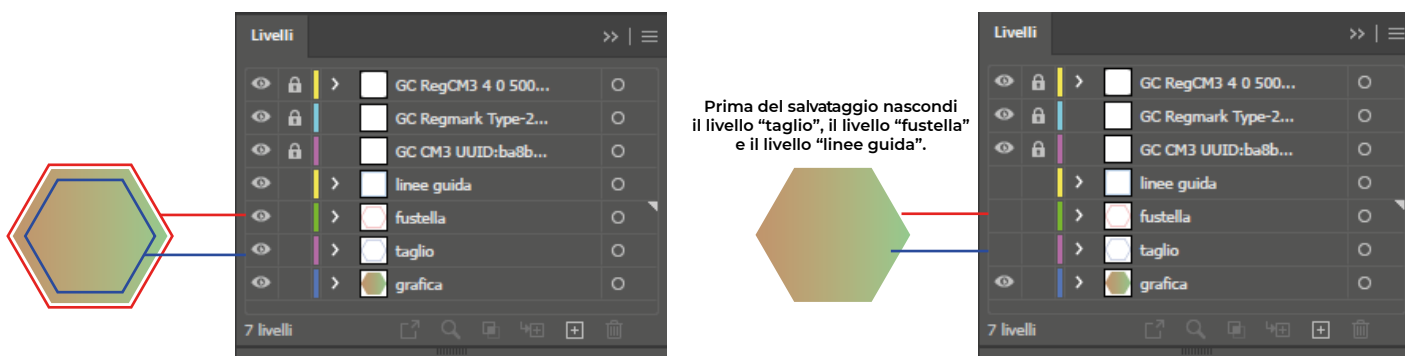 Livelli
GC RegCM3 4 0 500...
GC Regmark Type-2...
GC CM3 UUID:ba8b...
linee guida
fustella
taglio
grafica
7 livelli
Prima del salvataggio nascondi
il livello “taglio”, il livello “fustella”
e il livello “linee guida”.
Livelli
GC RegCM3 4 0 500...
GC Regmark Type-2...
GC CM3 UUID:ba8b...
linee guida
fustella
taglio
grafica
7 livelli